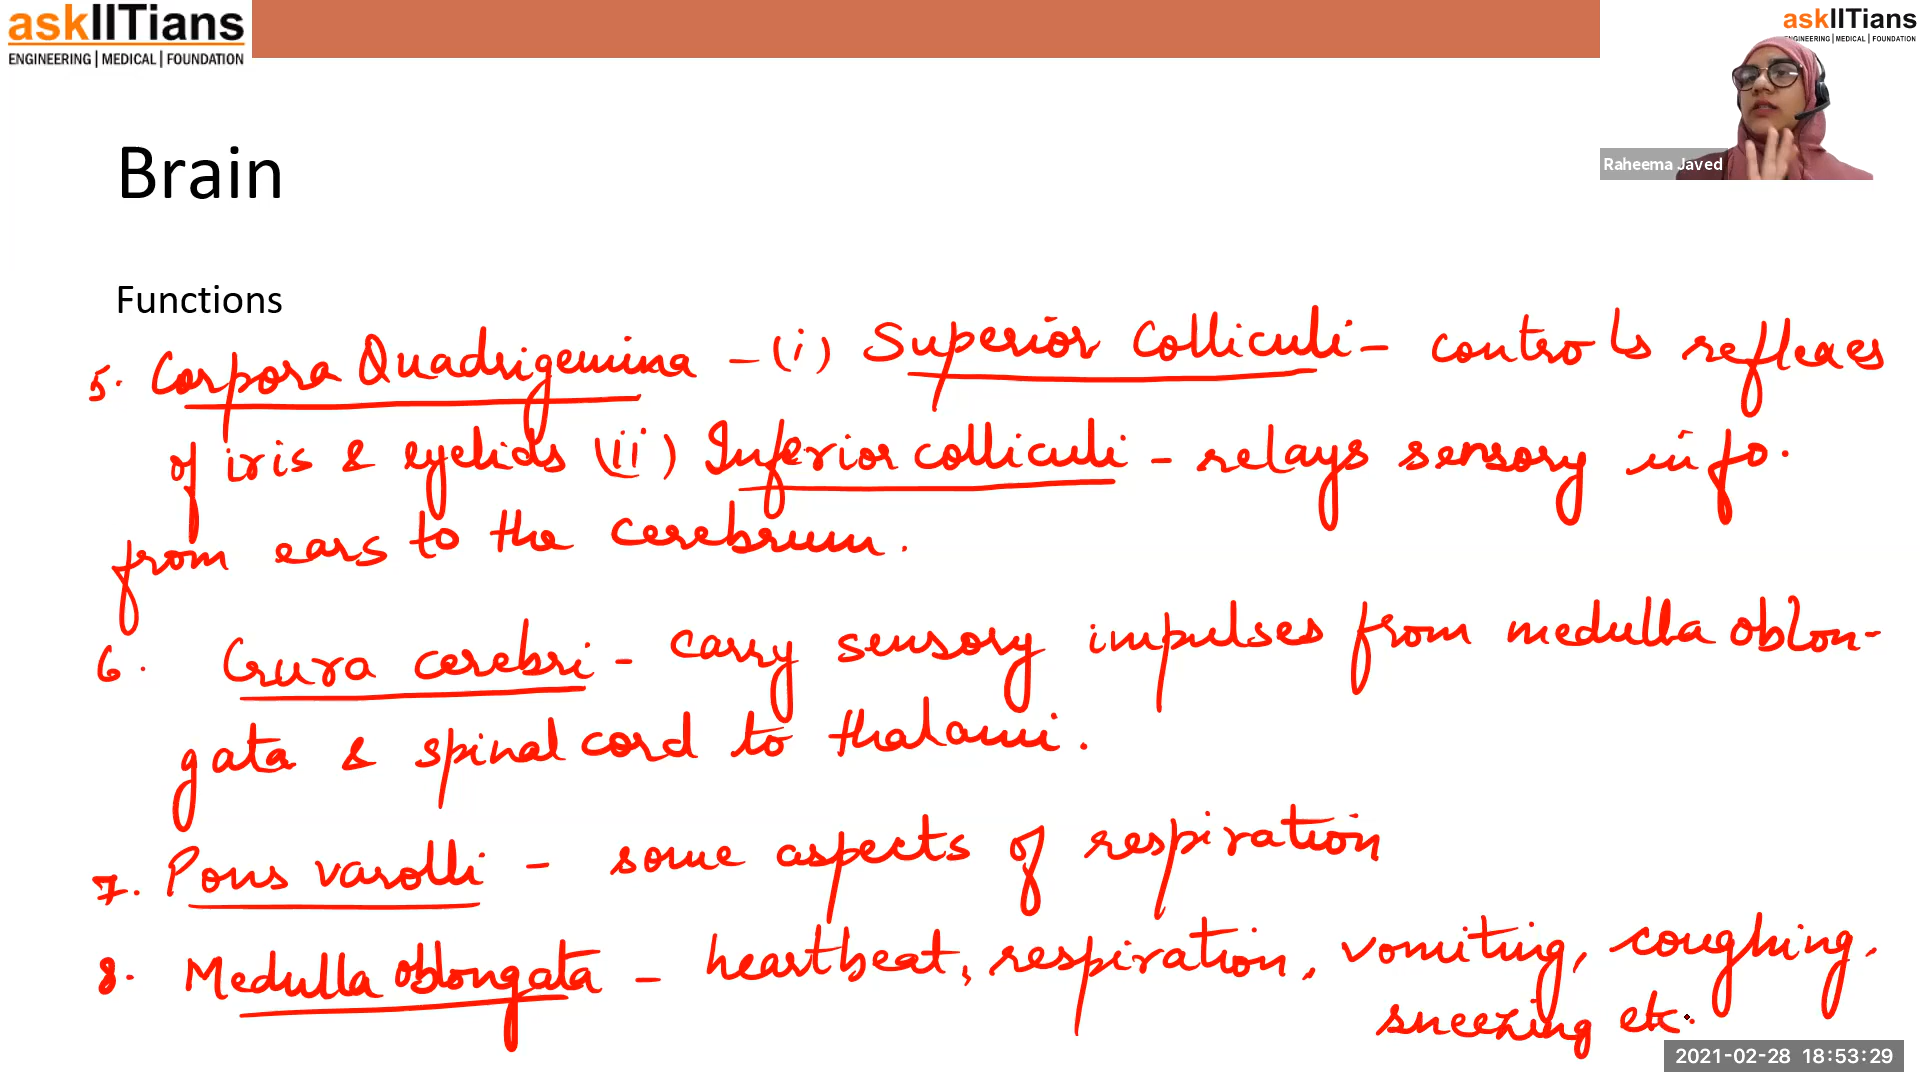 askIITians
ENGINEERING | MEDICAL | FOUNDATION
askIITians
ENGINEERING | MEDICAL | FOUNDATION
Raheema Javed
Brain
Functions
5. Corpora Quadrigemina - (i) Superior Colliculi - controls reflexes
of iris & eyelids (ii) Inferior colliculi - relays sensory info.
from ears to the cerebrum.
6. Crura cerebri - carry sensory impulses from medulla oblon-
gata & spinal cord to thalami.
7. Pons varolli - some aspects of respiration
8. Medulla oblongata - heartbeat, respiration, vomiting, coughing,
sneezing etc.
2021-02-28 18:53:29